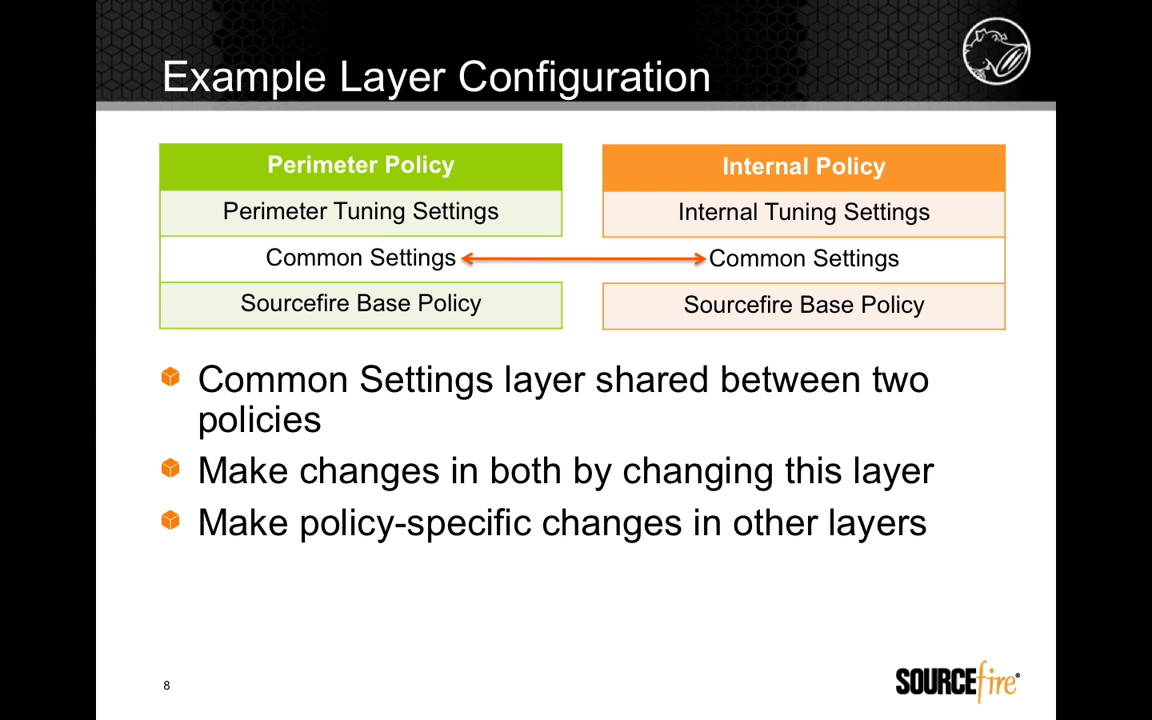 Example Layer Configuration
Perimeter Policy
Perimeter Tuning Settings
Common Settings
Sourcefire Base Policy
Internal Policy
Internal Tuning Settings
Common Settings
Sourcefire Base Policy
Common Settings layer shared between two
policies
Make changes in both by changing this layer
Make policy-specific changes in other layers
8
SOURCEfire®